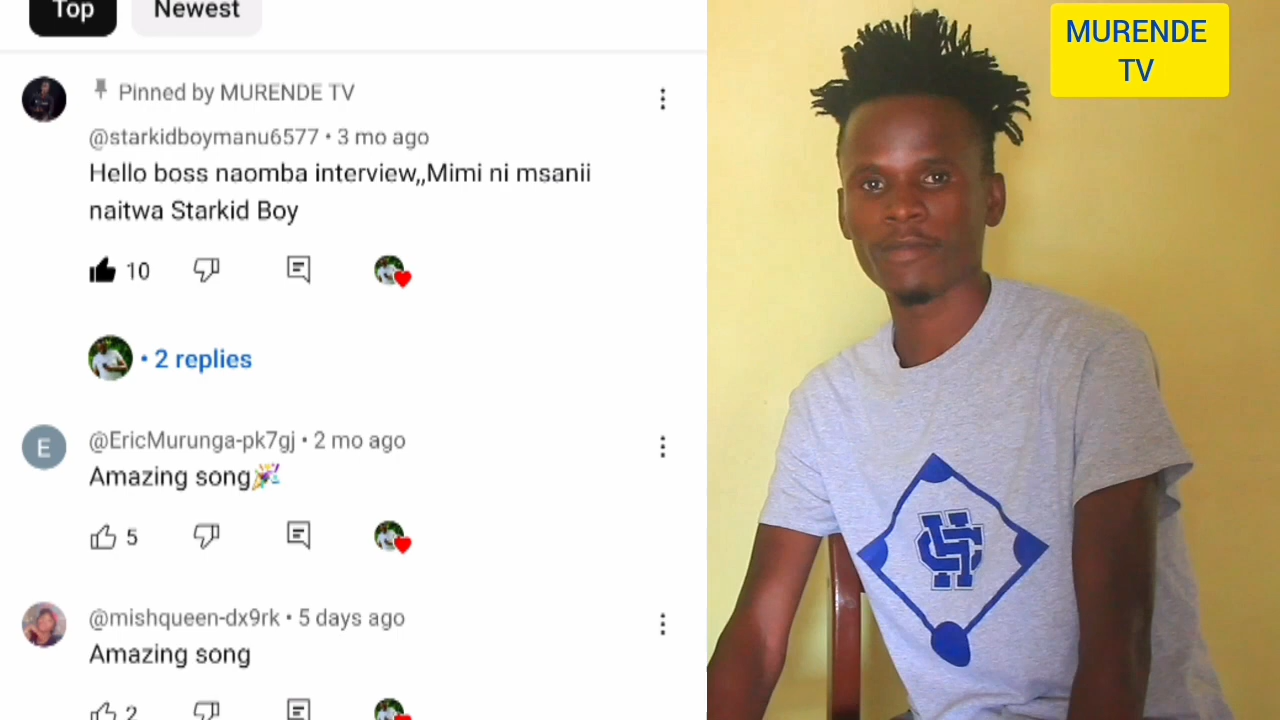 Top
Newest
Pinned by MURENDE TV
@starkidboymanu6577 • 3 mo ago
Hello boss naomba interview,,Mimi ni msanii
naitwa Starkid Boy
10
• 2 replies
E
@EricMurunga-pk7gj • 2 mo ago
Amazing song🎉
5
@mishqueen-dx9rk • 5 days ago
Amazing song
2
MURENDE
TV